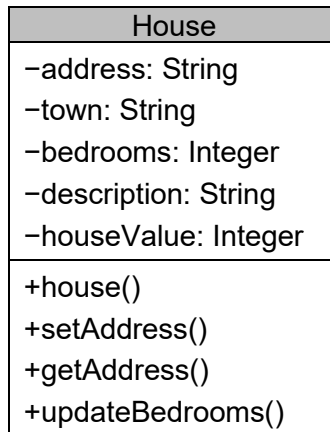 House
−address: String
−town: String
−bedrooms: Integer
−description: String
−houseValue: Integer
+house()
+setAddress()
+getAddress()
+updateBedrooms()